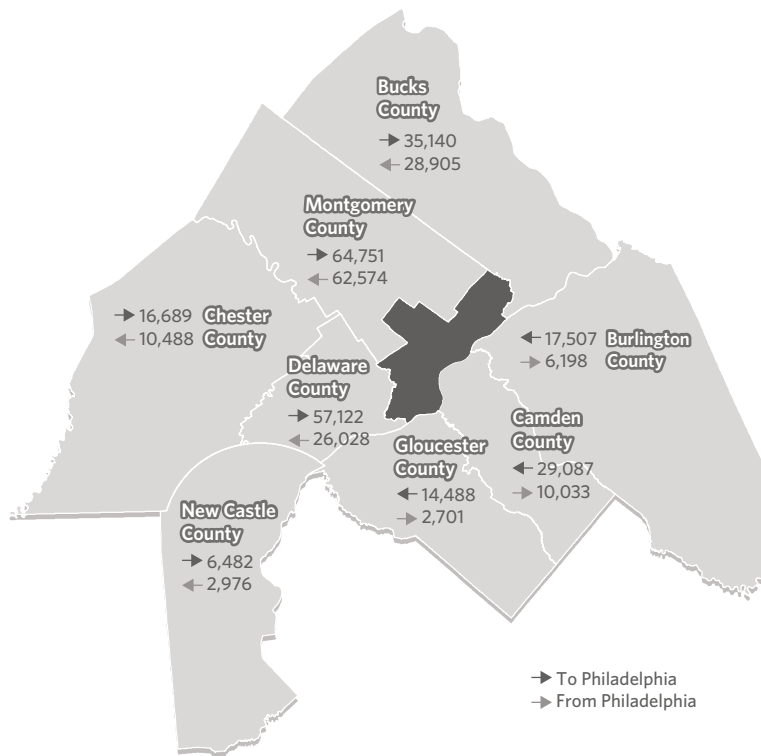 Bucks
County
35,140
28,905
Montgomery
County
64,751
62,574
16,689 Chester
10,488 County
17,507 Burlington
6,198 County
Delaware
County
57,122
26,028
Camden
County
29,087
10,033
Gloucester
County
14,488
2,701
New Castle
County
6,482
2,976
To Philadelphia
From Philadelphia